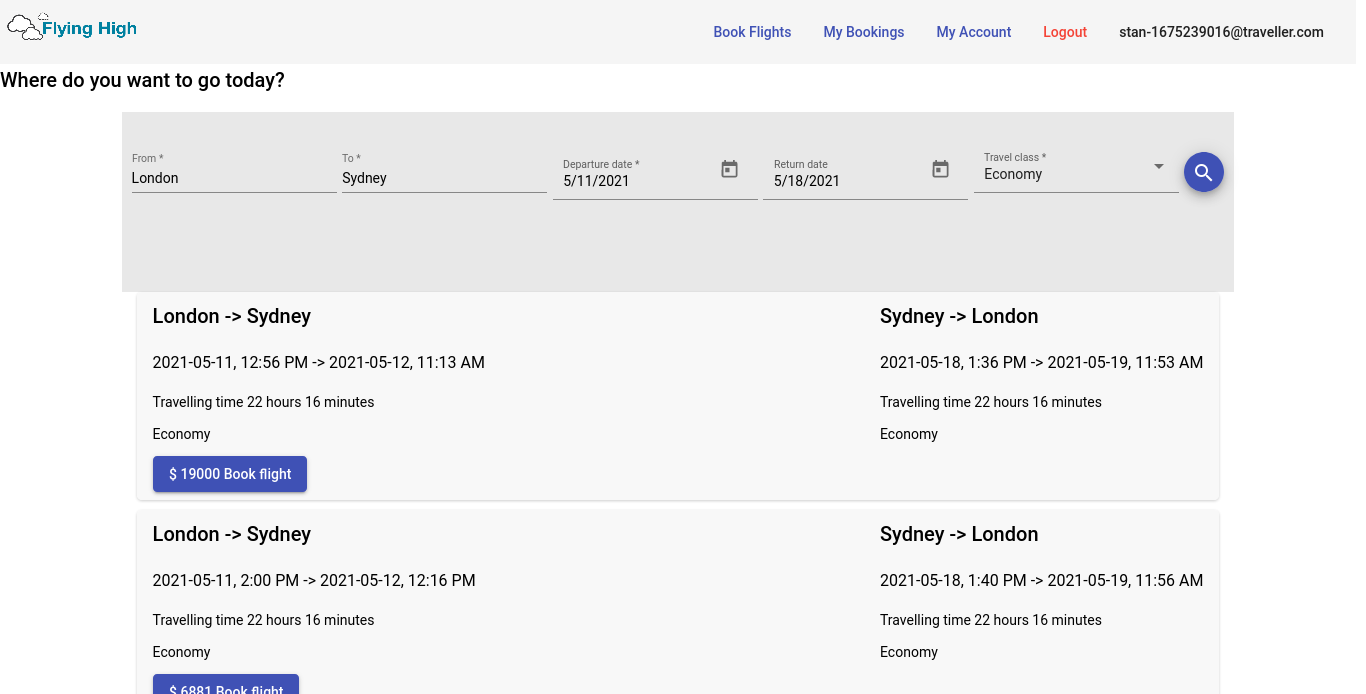 Flying High
Book Flights My Bookings My Account Logout stan-1675239016@traveller.com
Where do you want to go today?
From * To * Departure date * Return date Travel class *
London Sydney 5/11/2021 5/18/2021 Economy
London -> Sydney Sydney -> London
2021-05-11, 12:56 PM -> 2021-05-12, 11:13 AM 2021-05-18, 1:36 PM -> 2021-05-19, 11:53 AM
Travelling time 22 hours 16 minutes Travelling time 22 hours 16 minutes
Economy Economy
$ 19000 Book flight
London -> Sydney Sydney -> London
2021-05-11, 2:00 PM -> 2021-05-12, 12:16 PM 2021-05-18, 1:40 PM -> 2021-05-19, 11:56 AM
Travelling time 22 hours 16 minutes Travelling time 22 hours 16 minutes
Economy Economy
$ 6881 Book flight